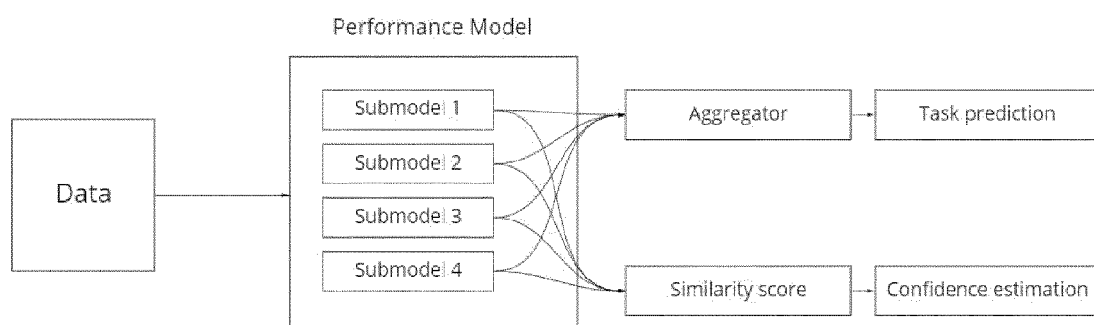 Performance Model
Submodel 1
Aggregator
Task prediction
Submodel 2
Data
Submodel 3
Submodel 4
Similarity score
Confidence estimation